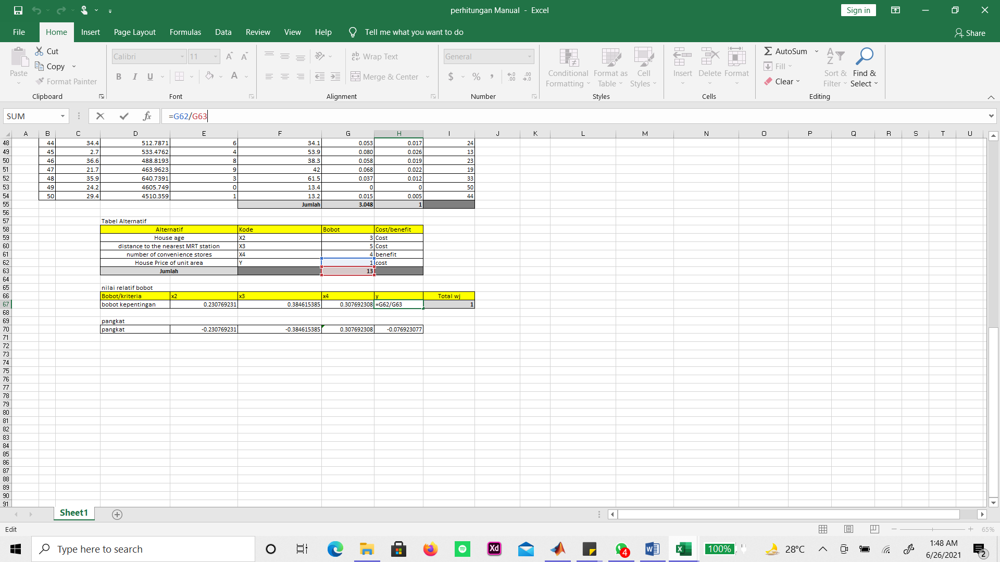 perhitungan Manual - Excel
Sign in
File Home Insert Page Layout Formulas Data Review View Help Tell me what you want to do
Share
Paste
Cut
Copy
Format Painter
Clipboard
Calibri 11
B I U
Font
Wrap Text
Merge & Center
Alignment
General
$ % ,
Number
Conditional Formatting
Format as Table
Cell Styles
Styles
Insert Delete Format
Cells
AutoSum
Fill
Clear
Sort & Filter
Find & Select
Editing
SUM =G62/G63
A B C D E F G H I J K L M N O P Q R S T U
48 44 34.4 512.7871 6 34.1 0.053 0.017 24
49 45 2.7 533.4762 4 53.9 0.080 0.026 13
50 46 36.6 488.8193 8 38.3 0.058 0.019 23
51 47 21.7 463.9623 9 42 0.068 0.022 19
52 48 35.9 640.7391 3 61.5 0.037 0.012 33
53 49 24.2 4605.749 0 13.4 0 0 50
54 50 29.4 4510.359 1 13.2 0.015 0.005 44
55 Jumlah 3.048 1
56
57 Tabel Alternatif
58 Alternatif Kode Bobot Cost/benefit
59 House age X2 3 Cost
60 distance to the nearest MRT station X3 5 Cost
61 number of convenience stores X4 4 benefit
62 House Price of unit area Y 1 cost
63 Jumlah 13
64
65 nilai relatif bobot
66 Bobot/kriteria x2 x3 x4 y Total wj
67 bobot kepentingan 0.230769231 0.384615385 0.307692308 =G62/G63 1
68
69 pangkat
70 pangkat -0.230769231 -0.384615385 0.307692308 -0.076923077
71
72
73
74
75
76
77
78
79
80
81
82
83
84
85
86
87
88
89
90
91
Sheet1
Edit
65%
Type here to search
Xd
4
100%
28°C
1:48 AM
6/26/2021
2